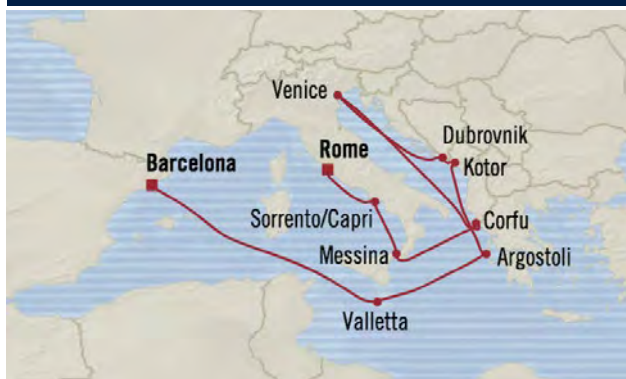 Venice
Dubrovnik
Barcelona
Rome
Kotor
Sorrento/Capri
Corfu
Messina
Argostoli
Valletta